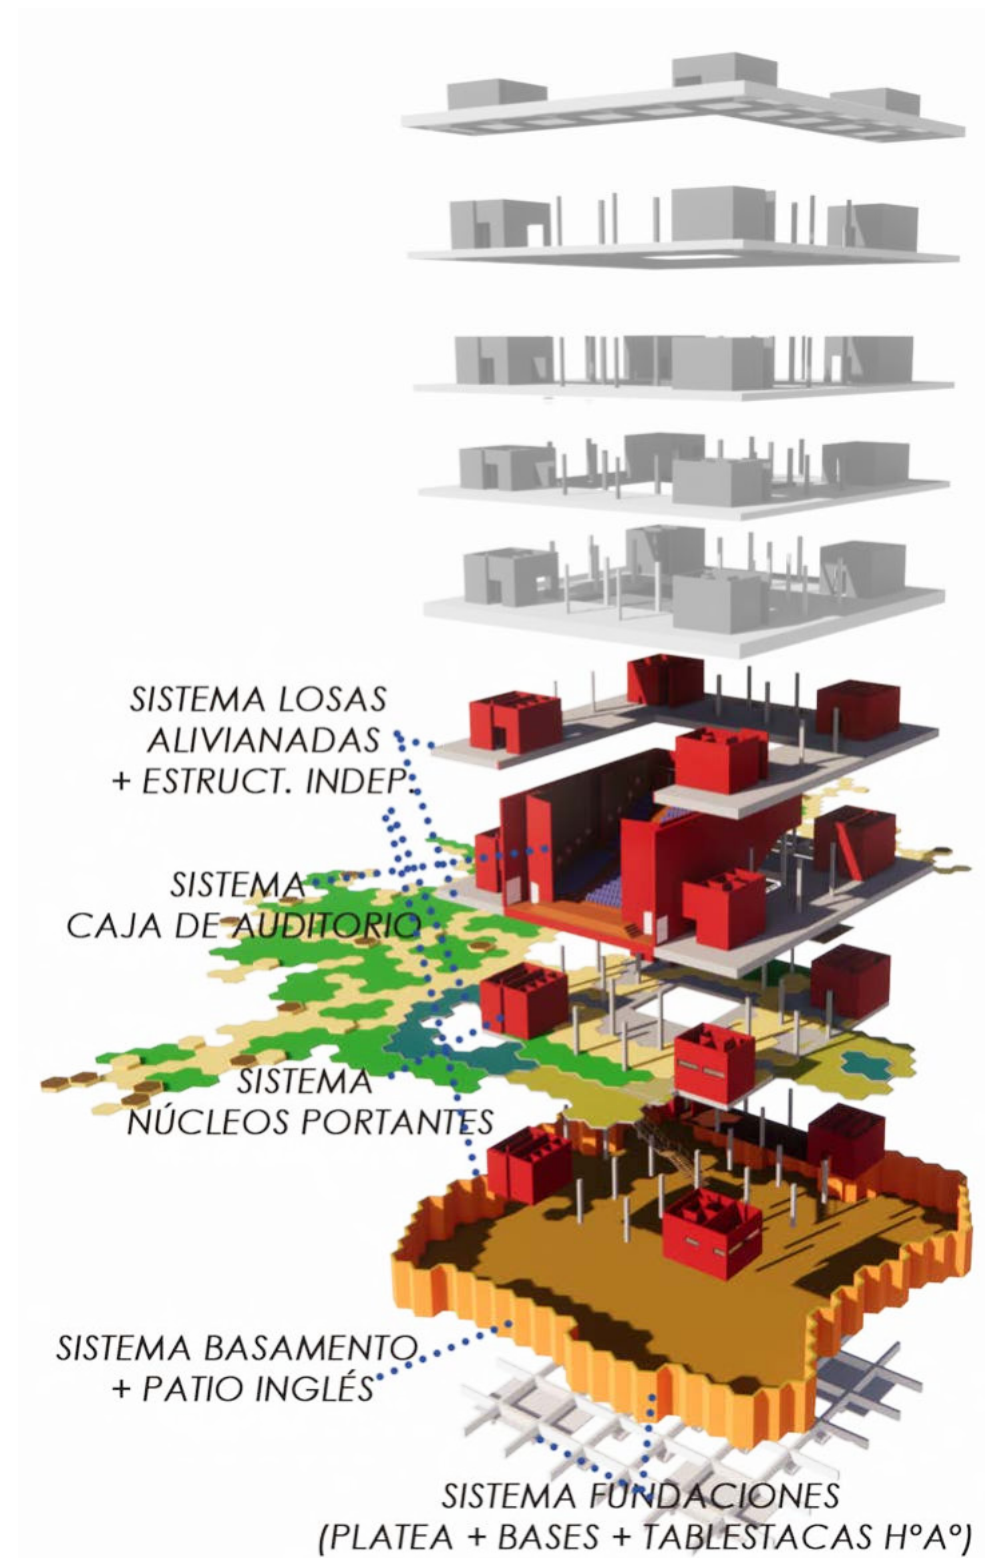 SISTEMA LOSAS
ALIVIANADAS
+ ESTRUCT. INDEP.
SISTEMA
CAJA DE AUDITORIO
SISTEMA
NÚCLEOS PORTANTES
SISTEMA BASAMENTO
+ PATIO INGLÉS
SISTEMA FUNDACIONES
(PLATEA + BASES + TABLESTACAS HºAº)